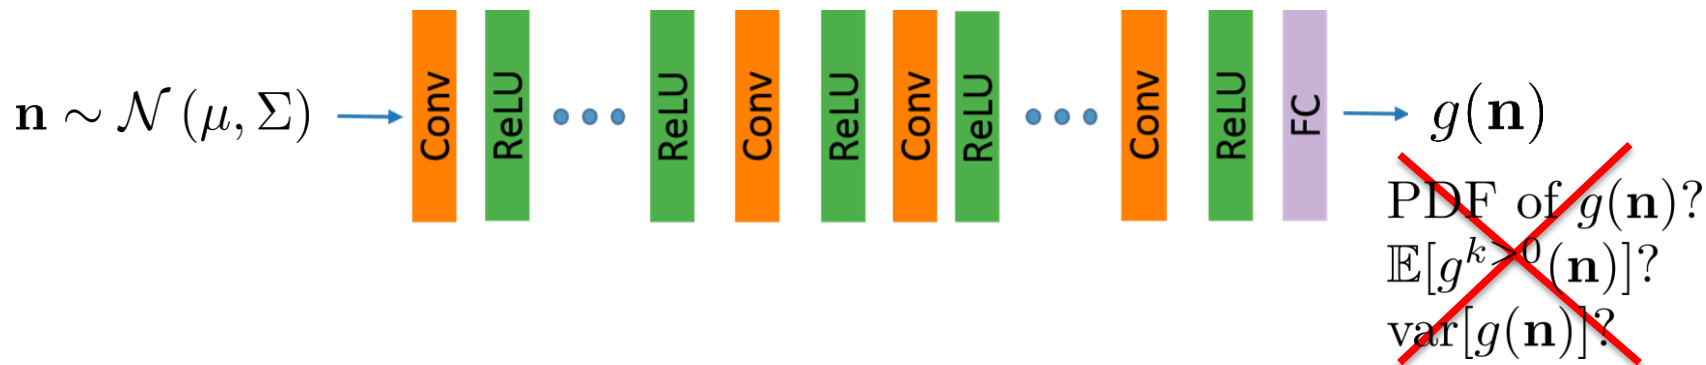 n ∼ 𝒩 (μ, Σ)
Conv
ReLU
ReLU
Conv
ReLU
Conv
ReLU
Conv
ReLU
FC
g(n)
PDF of g(n)?
𝔼[g^{k>0}(n)]?
var[g(n)]?